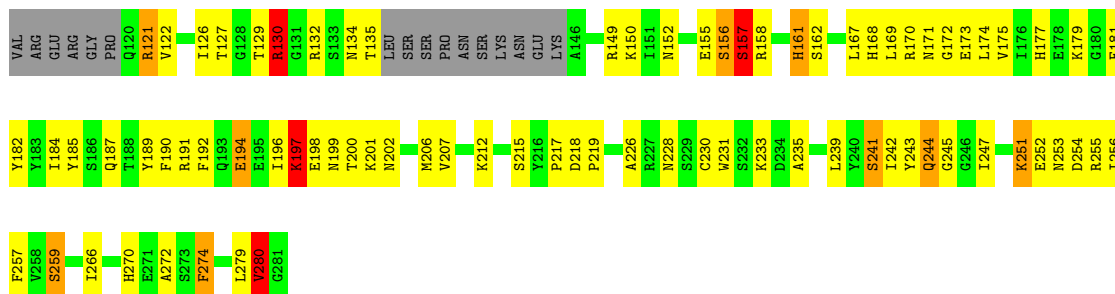 VAL ARG GLU ARG GLY PRO Q120 R121 V122 I126 T127 G128 T129 R130 G131 R132 S133 N134 T135 LEU SER SER PRO ASN SER LYS ASN GLU LYS A146 R149 K150 I151 N152 E155 S156 S157 R158 H161 S162 L167 H168 L169 R170 N171 G172 E173 L174 V175 I176 H177 E178 K179 G180
Y182 Y183 I184 Y185 S186 Q187 T188 Y189 F190 R191 F192 Q193 E194 E195 I196 K197 E198 N199 T200 K201 N202 M206 V207 K212 S215 Y216 P217 D218 P219 A226 R227 N228 S229 C230 W231 S232 K233 D234 A235 L239 Y240 S241 I242 Y243 Q244 G245 G246 I247 K251 E252 N253 D254 R255
F257 V258 S259 I266 H270 E271 A272 S273 F274 L279 V280 G281